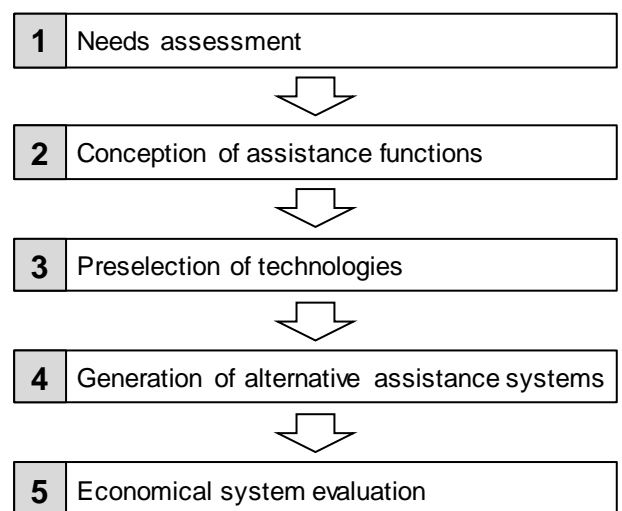 1 Needs assessment
2 Conception of assistance functions
3 Preselection of technologies
4 Generation of alternative assistance systems
5 Economical system evaluation